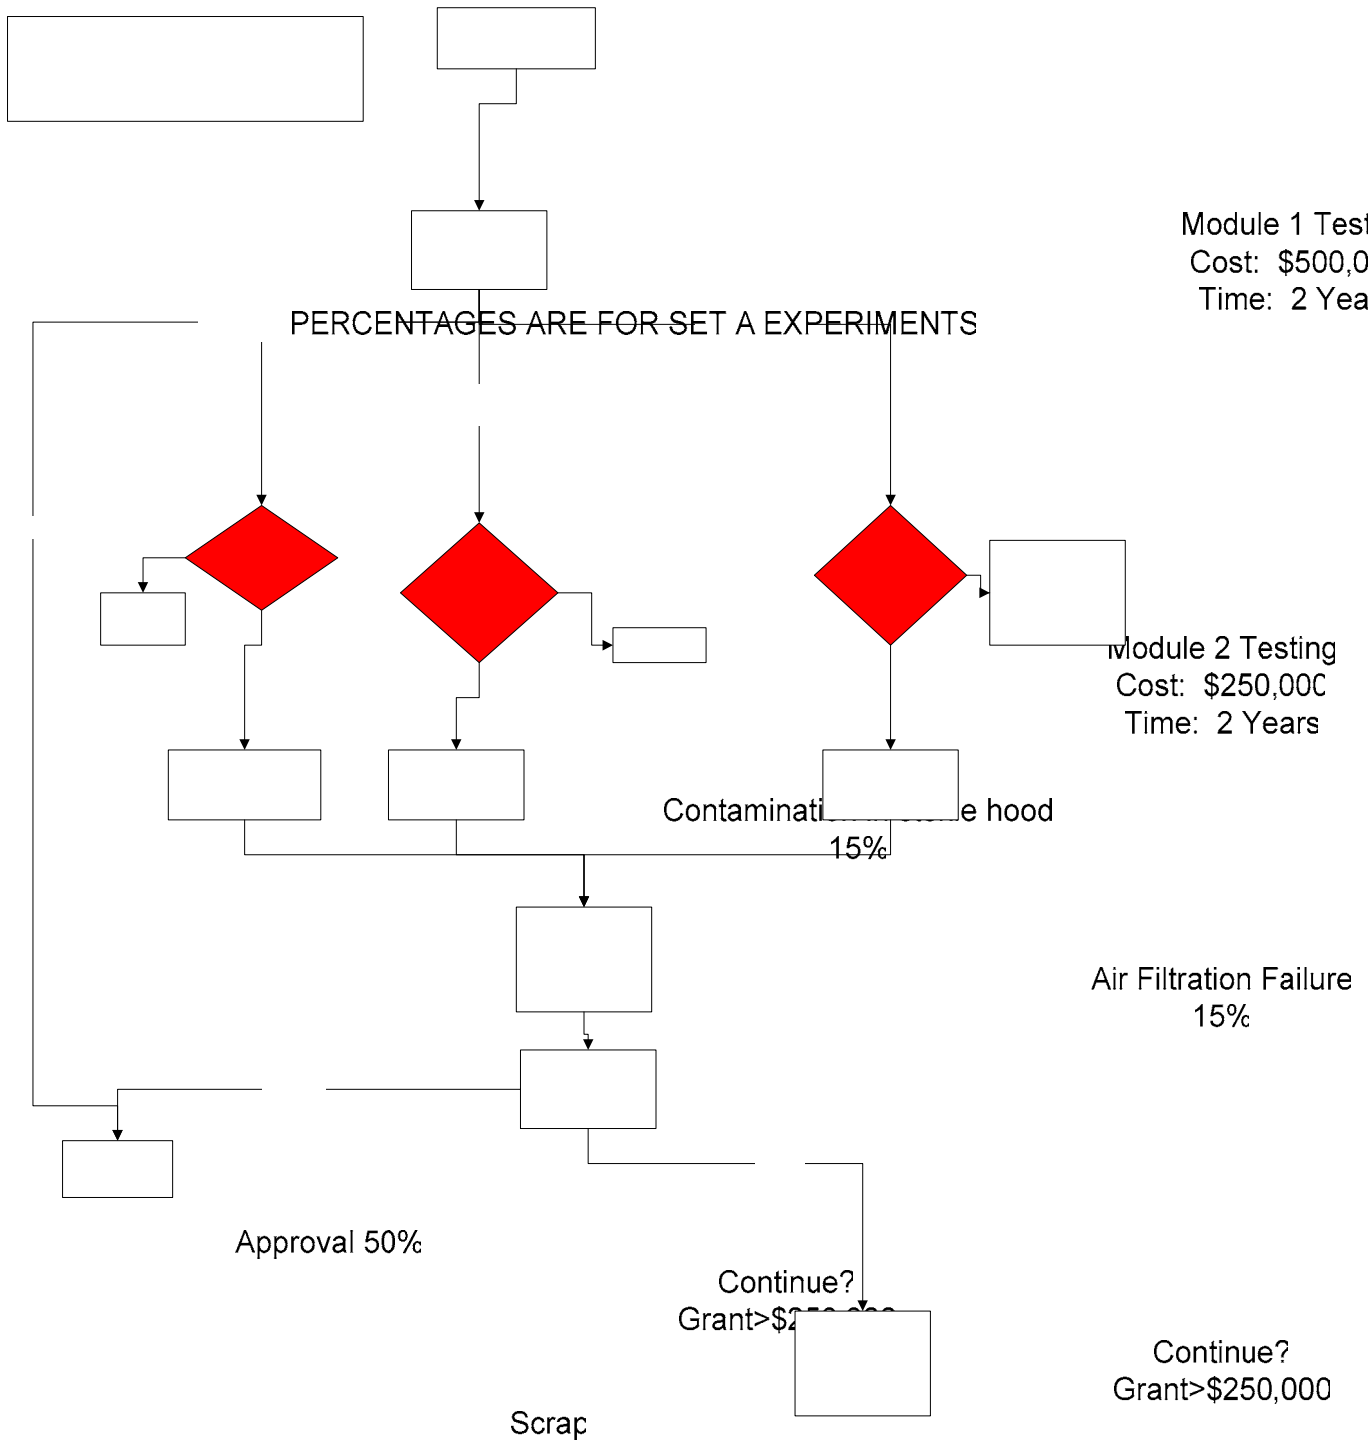 Module 1 Test
Cost: $500,0
Time: 2 Yea
PERCENTAGES ARE FOR SET A EXPERIMENTS
Module 2 Testing
Cost: $250,000
Time: 2 Years
hood
15%
Air Filtration Failure
15%
Approval 50%
Continue?
Grant>$250,000
Continue?
Grant>$250,000
Scrap